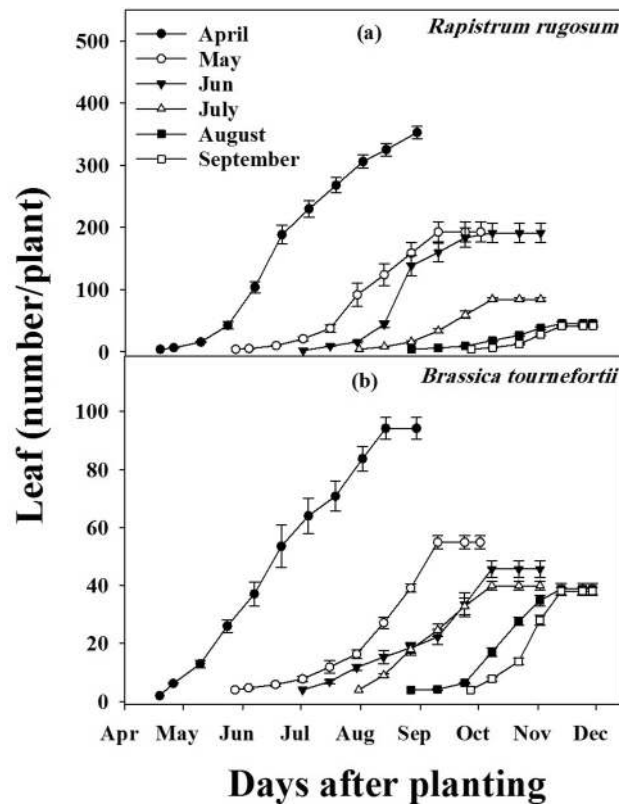 500
400
300
200
100
0
April
May
Jun
July
August
September
(a)
Rapistrum rugosum
Leaf (number/plant)
(b)
Brassica tournefortii
100
80
60
40
20
0
Apr May Jun Jul Aug Sep Oct Nov Dec
Days after planting